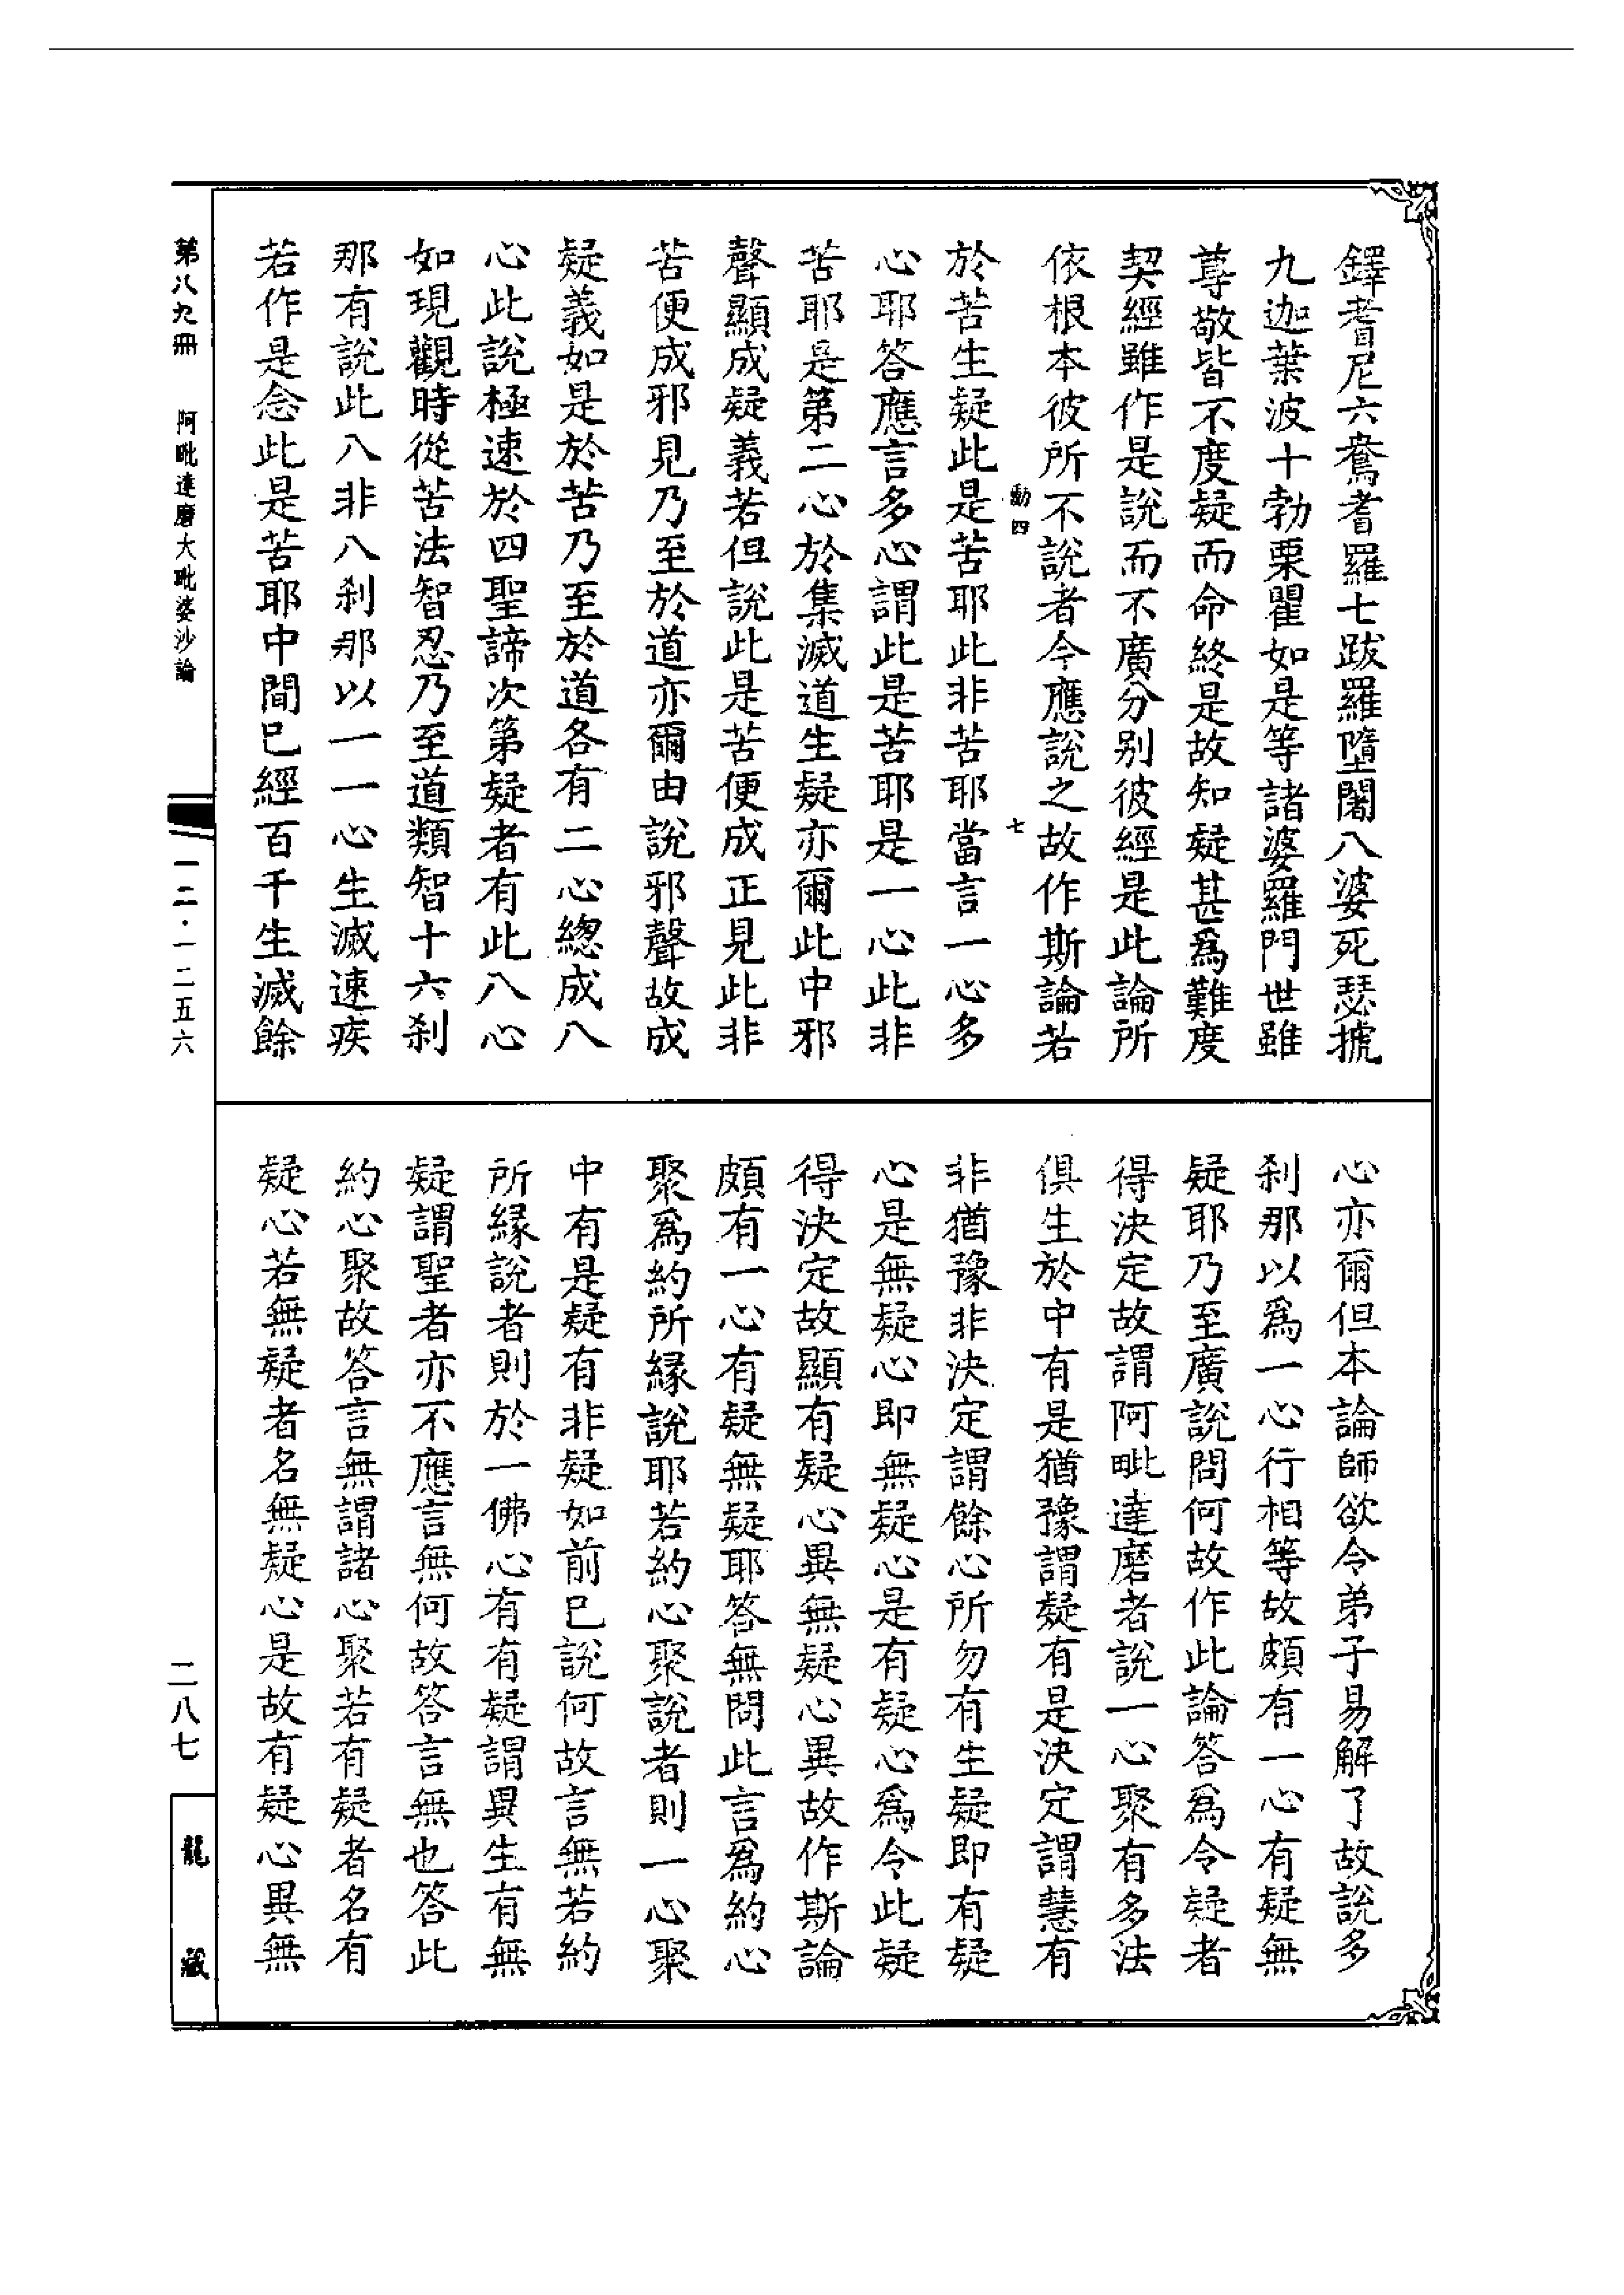 鐸耆尼六鴦耆羅七跋羅墮闍八婆死瑟搋
九迦葉波十勃栗瞿如是等諸婆羅門世雖
尊敬皆不度疑而命終是故知疑甚爲難度
契經雖作是說而不廣分别彼經是此論所
依根本彼所不說者今應說之故作斯論若
動四 七
於苦生疑此是苦耶此非苦耶當言一心多
心耶答應言多心謂此是苦耶是一心此非
苦耶是第二心於集滅道生疑亦爾此中邪
聲顯成疑義若但說此是苦便成正見此非
苦便成邪見乃至於道亦爾由說邪聲故成
疑義如是於苦乃至於道各有二心總成八
心此說極速於四聖諦次第疑者有此八心
如現觀時從苦法智忍乃至道類智十六刹
那有說此八非八刹那以一一心生滅速疾
若作是念此是苦耶中間已經百千生滅餘
心亦爾但本論師欲令弟子易解了故說多
刹那以爲一心行相等故頗有一心有疑無
疑耶乃至廣說問何故作此論答爲令疑者
得決定故謂阿毗達磨者說一心聚有多法
俱生於中有是猶豫謂疑有是決定謂慧有
非猶豫非決定謂餘心所勿有生疑即有疑
心是無疑心即無疑心是有疑心爲令此疑
得決定故顯有疑心異無疑心異故作斯論
頗有一心有疑無疑耶答無問此言爲約心
聚爲約所緣說耶若約心聚說者則一心聚
中有是疑有非疑如前已說何故言無若約
所緣說者則於一佛心有有疑謂異生有無
疑謂聖者亦不應言無何故答言無也答此
約心聚故答言無謂諸心聚若有疑者名有
疑心若無疑者名無疑心是故有疑心異無
第八九冊 阿毗達磨大毗婆沙論
一二·一二五六
二八七
龍藏